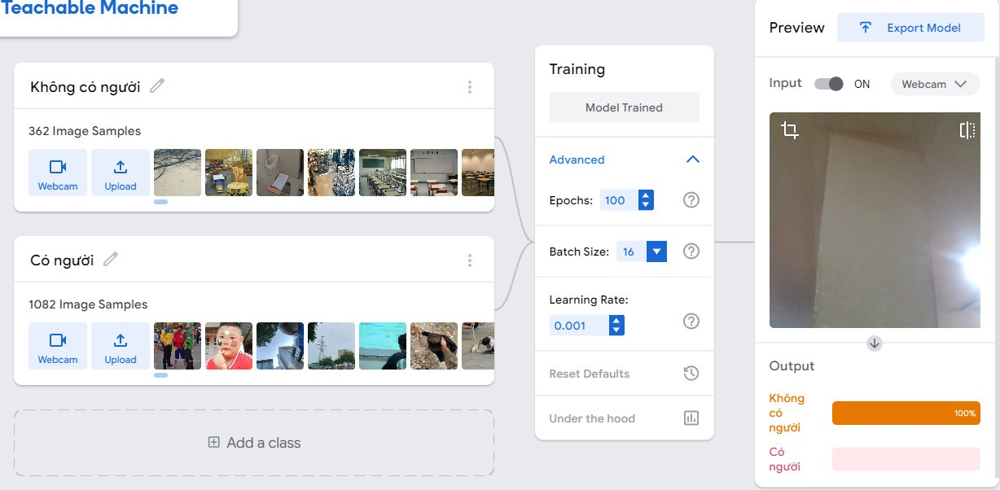 Teachable Machine
Không có người
362 Image Samples
Webcam
Upload
Có người
1082 Image Samples
Webcam
Upload
Add a class
Training
Model Trained
Advanced
Epochs: 100
Batch Size: 16
Learning Rate:
0.001
Reset Defaults
Under the hood
Preview
Export Model
Input
ON
Webcam
Output
Không
có
người
100%
Có
người